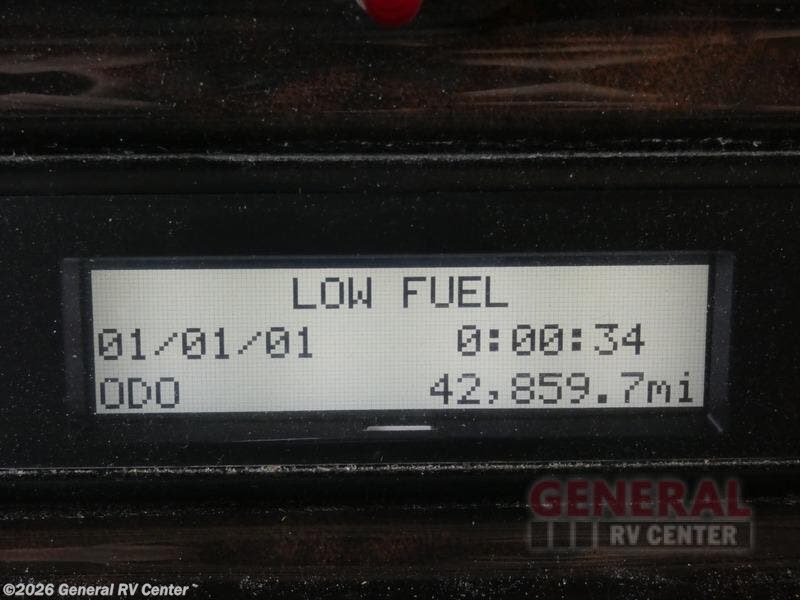 LOW FUEL
01/01/01 0:00:34
ODO 42,859.7mi
GENERAL
RV CENTER
©2026 General RV Center